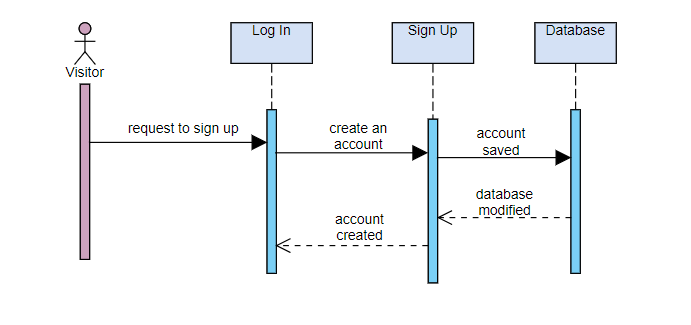 Log In
Sign Up
Database
Visitor
request to sign up
create an
account
account
saved
database
modified
account
created